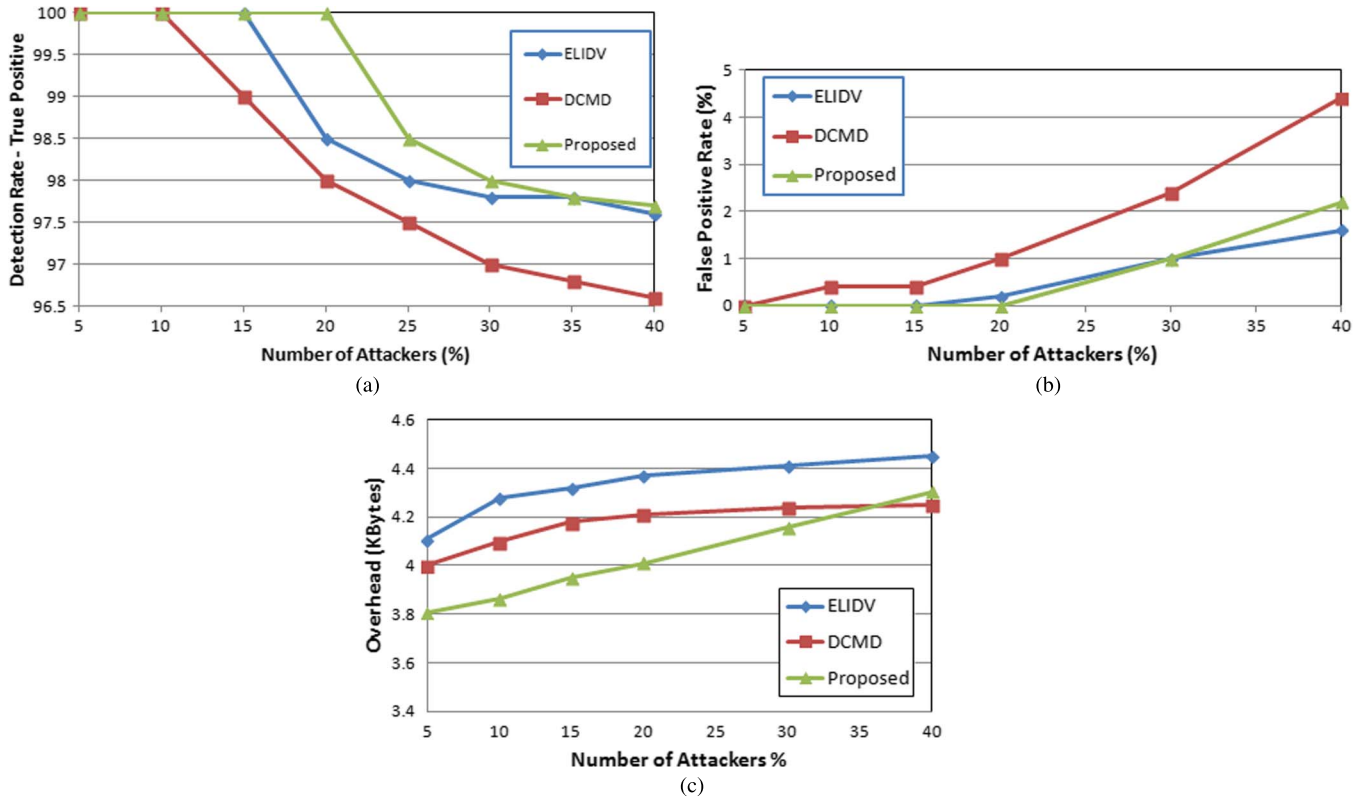 Detection Rate - True Positive
100
99.5
99
98.5
98
97.5
97
96.5
5 10 15 20 25 30 35 40
Number of Attackers (%)
ELIDV
DCMD
Proposed
(a)
False Positive Rate (%)
5
4
3
2
1
0
5 10 15 20 25 30 35 40
Number of Attackers (%)
ELIDV
DCMD
Proposed
(b)
Overhead (KBytes)
4.6
4.4
4.2
4
3.8
3.6
3.4
5 10 15 20 25 30 35 40
Number of Attackers %
ELIDV
DCMD
Proposed
(c)